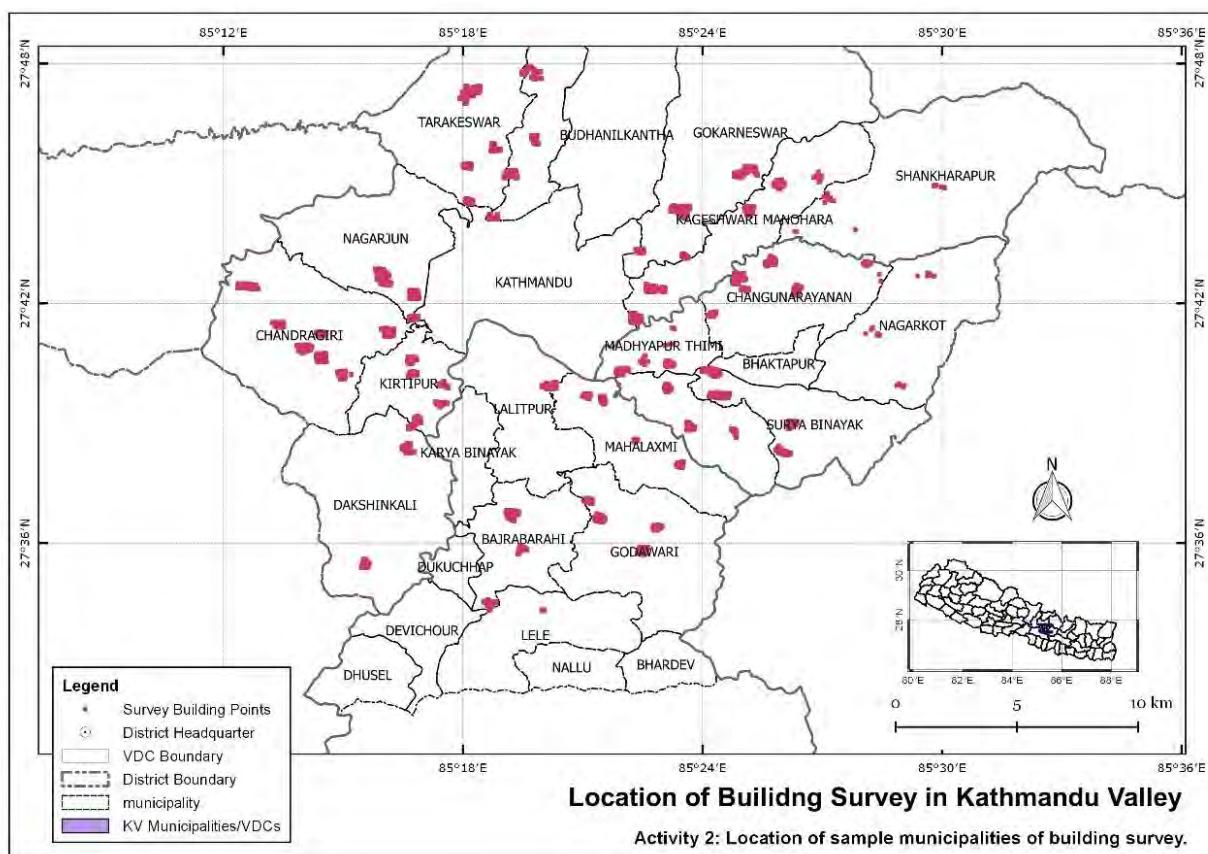 85°12'E 85°18'E 85°24'E 85°30'E 85°36'E
27°48'N 27°48'N
TARAKESWAR
BUDHANILKANTHA
GOKARNESWAR
SHANKHARAPUR
KAGESHWARI MANOHARA
NAGARJUN
KATHMANDU
CHANGUNARAYANAN
27°42'N 27°42'N
NAGARKOT
CHANDRAGIRI
MADHYAPUR THIMI
BHAKTAPUR
KIRTIPUR
LALITPUR
SURYA BINAYAK
MAHALAXMI
KARYA BINAYAK
DAKSHINKALI
N
BAJRABARAHI
27°36'N 27°36'N
GODAWARI
DUKUCHHAP
30°N
28°N
DEVICHOUR
LELE
NALLU
BHARDEV
DHUSEL
80°E 82°E 84°E 86°E 88°E
0 5 10 km
Legend
Survey Building Points
District Headquarter
VDC Boundary
District Boundary
municipality
KV Municipalities/VDCs
85°18'E 85°24'E 85°30'E 85°36'E
Location of Builidng Survey in Kathmandu Valley
Activity 2: Location of sample municipalities of building survey.